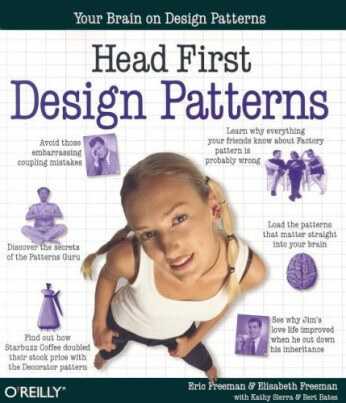 Your Brain on Design Patterns
Head First
Design Patterns
Avoid those
embarrassing
coupling mistakes
Learn why everything
your friends know about Factory
pattern is
probably wrong
Discover the secrets
of the Patterns Guru
Load the patterns
that matter straight
into your brain
Find out how
Starbuzz Coffee doubled
their stock price with
the Decorator pattern
See why Jim's
love life improved
when he cut down
his inheritance
O'REILLY®
Eric Freeman & Elisabeth Freeman
with Kathy Sierra & Bert Bates